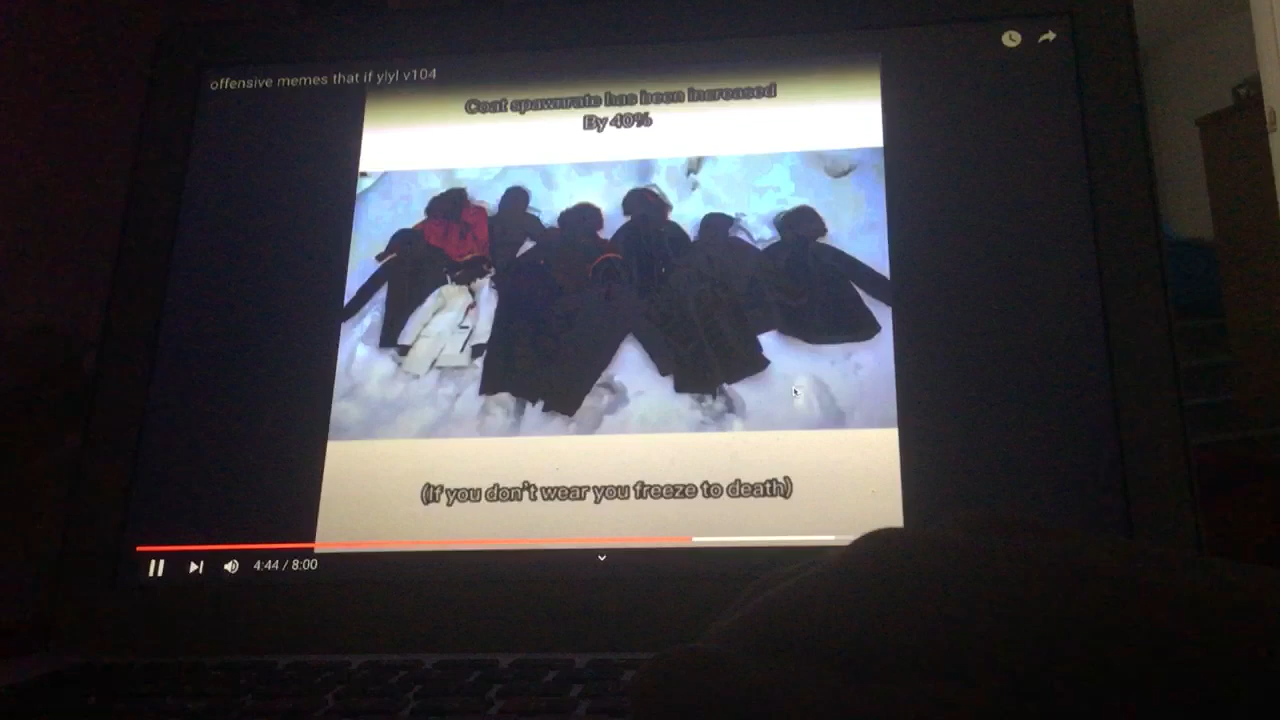 offensive memes that if ylyl v104
Coat spawnrate has been increased
By 40%
(If you don't wear you freeze to death)
4:44 / 8:00